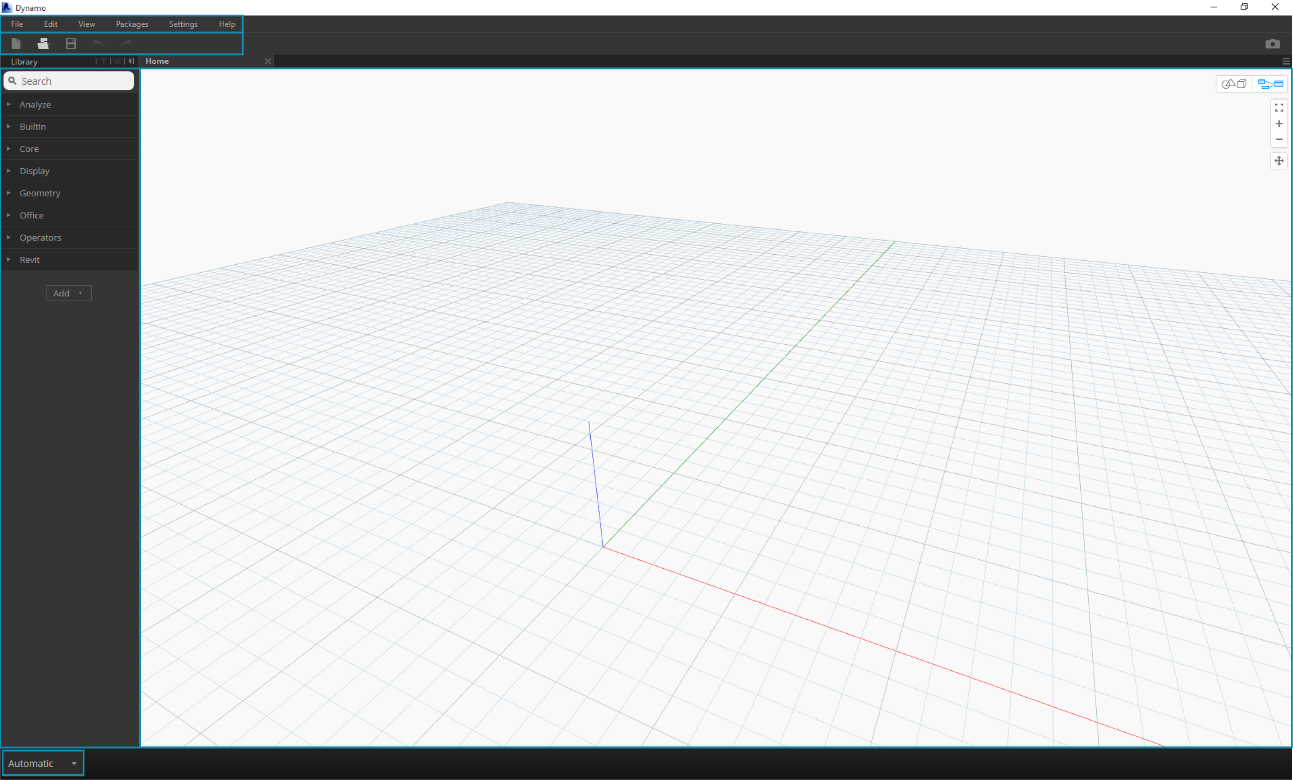 Dynamo
File Edit View Packages Settings Help
Library
Home
Search
Analyze
BuiltIn
Core
Display
Geometry
Office
Operators
Revit
Add
Automatic